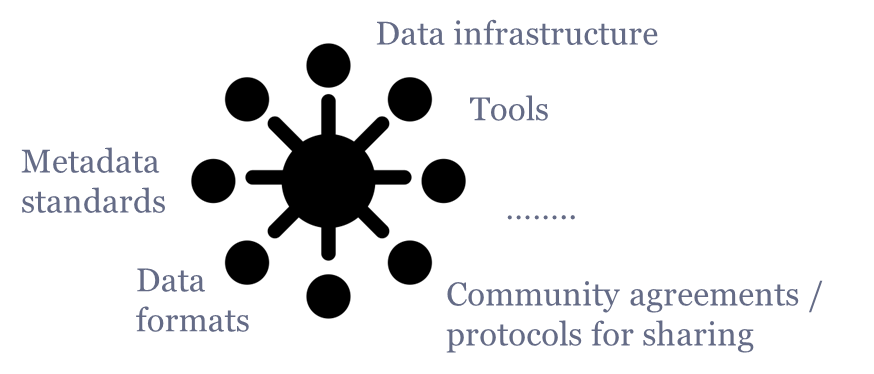 Data infrastructure
Tools
Metadata
standards
........
Data
formats
Community agreements /
protocols for sharing